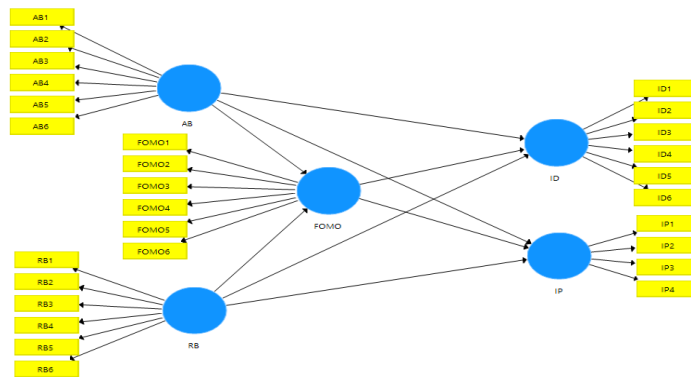 AB1
AB2
AB3
AB4
AB5
AB6
AB
FOMO1
FOMO2
FOMO3
FOMO4
FOMO5
FOMO6
FOMO
RB1
RB2
RB3
RB4
RB5
RB6
RB
ID1
ID2
ID3
ID4
ID5
ID6
ID
IP1
IP2
IP3
IP4
IP